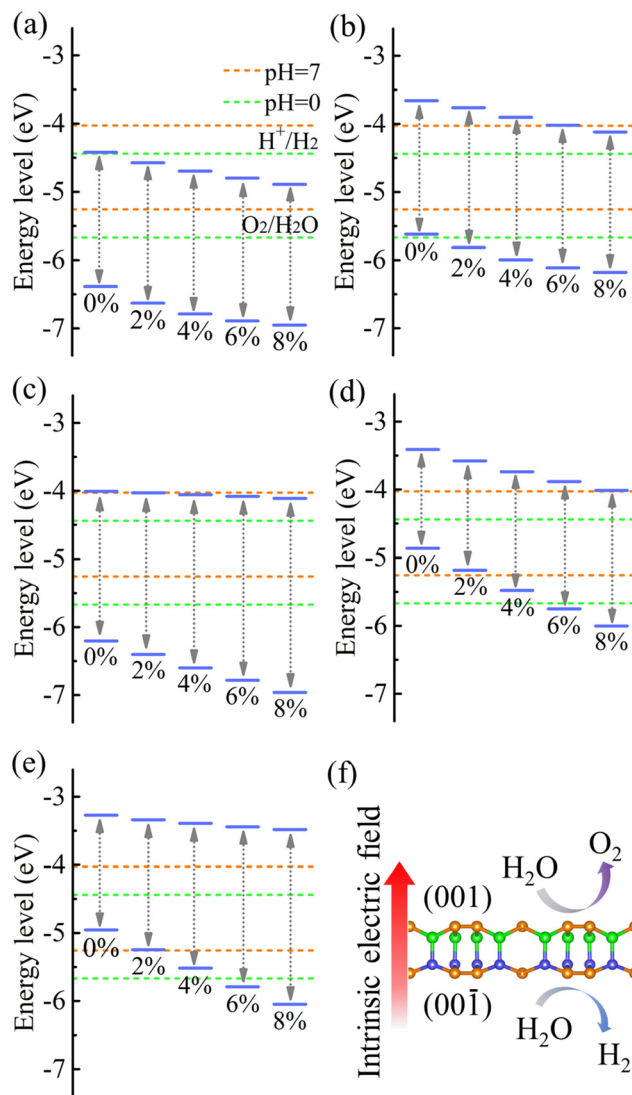 (a)
Energy level (eV)
-3
-4
-5
-6
-7
pH=7
pH=0
H⁺/H₂
O₂/H₂O
0%
2%
4%
6%
8%
(b)
Energy level (eV)
-3
-4
-5
-6
-7
0%
2%
4%
6%
8%
(c)
Energy level (eV)
-3
-4
-5
-6
-7
0%
2%
4%
6%
8%
(d)
Energy level (eV)
-3
-4
-5
-6
-7
0%
2%
4%
6%
8%
(e)
Energy level (eV)
-3
-4
-5
-6
-7
0%
2%
4%
6%
8%
(f)
Intrinsic electric field
(001)
(001̄)
H₂O
O₂
H₂O
H₂